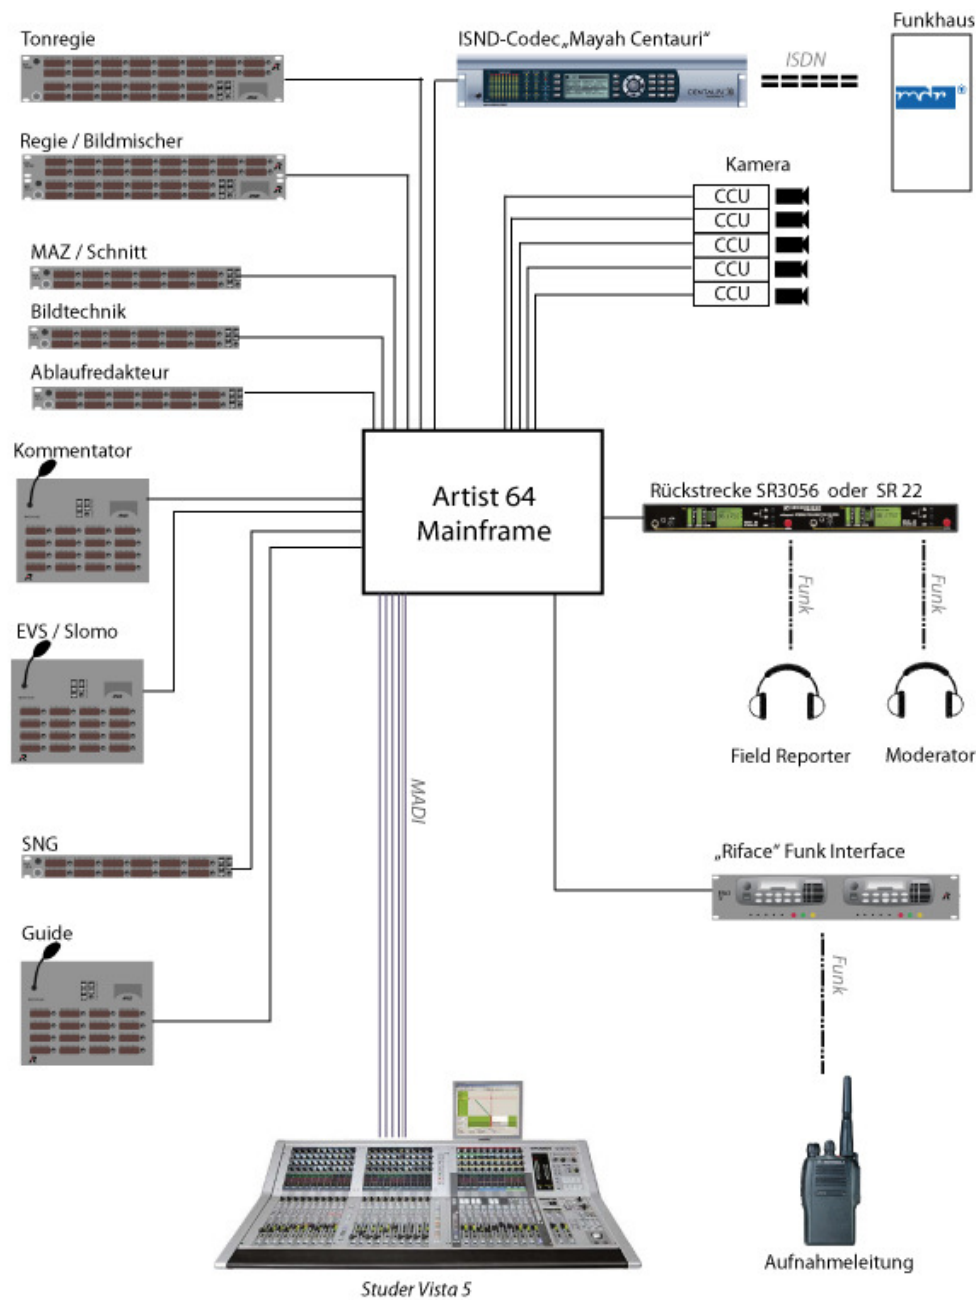 Tonregie
ISND-Codec„Mayah Centauri“
Funkhaus
ISDN
mdr
CENTAURI
Regie / Bildmischer
Kamera
CCU
CCU
CCU
CCU
CCU
MAZ / Schnitt
Bildtechnik
Ablaufredakteur
Kommentator
Artist 64
Mainframe
Rückstrecke SR3056 oder SR 22
Funk
Funk
EVS / Slomo
Field Reporter
Moderator
MADI
SNG
„Riface“ Funk Interface
Guide
Funk
Aufnahmeleitung
Studer Vista 5